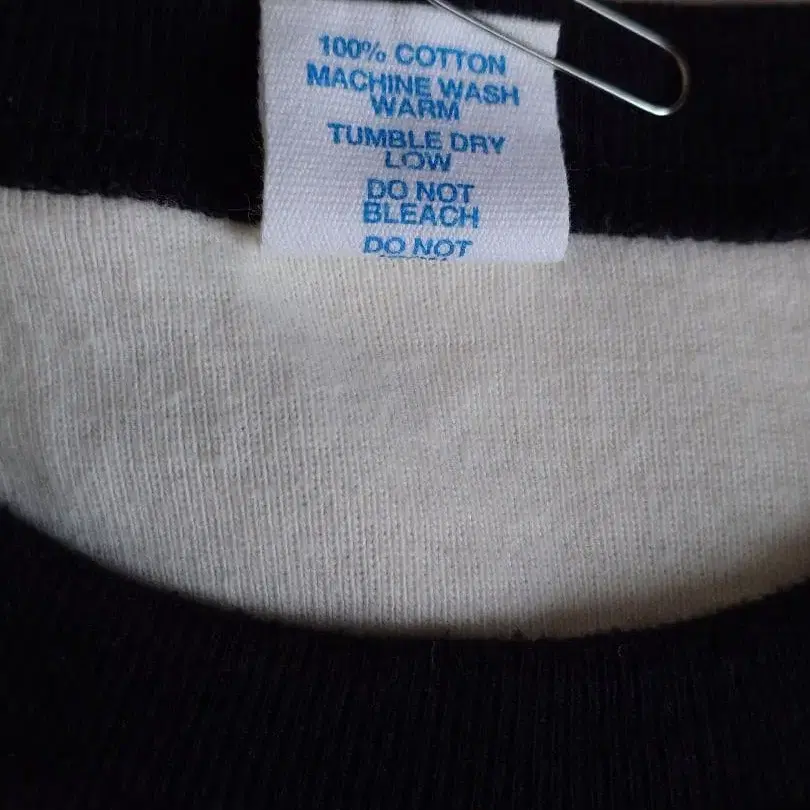 100% COTTON
MACHINE WASH
WARM
TUMBLE DRY
LOW
DO NOT
BLEACH
DO NOT